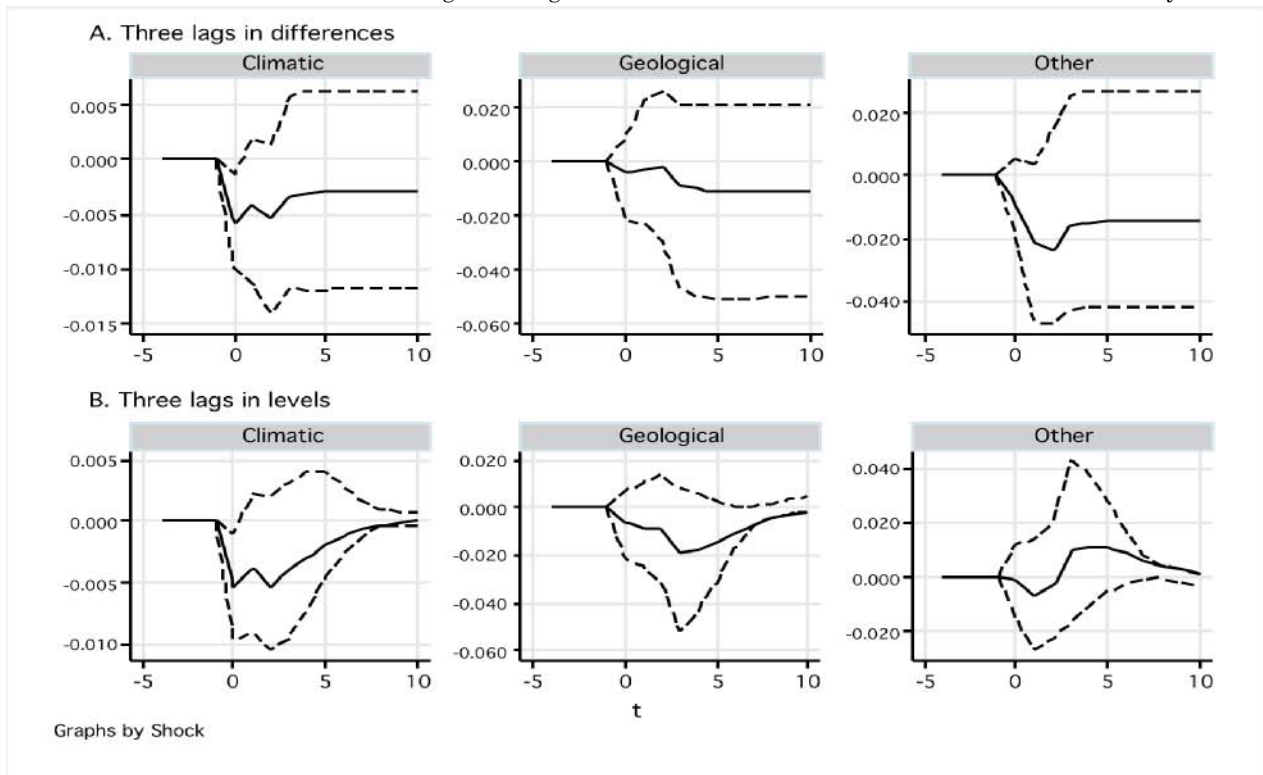 A. Three lags in differences
Climatic Geological Other
0.005 0.020 0.020
0.000 0.000 0.000
-0.005 -0.020 -0.020
-0.010 -0.040 -0.040
-0.015 -0.060
-5 0 5 10 -5 0 5 10 -5 0 5 10
B. Three lags in levels
Climatic Geological Other
0.005 0.020 0.040
0.000 0.000 0.020
-0.005 -0.020 0.000
-0.010 -0.040 -0.020
-0.060
-5 0 5 10 -5 0 5 10 -5 0 5 10
t
Graphs by Shock